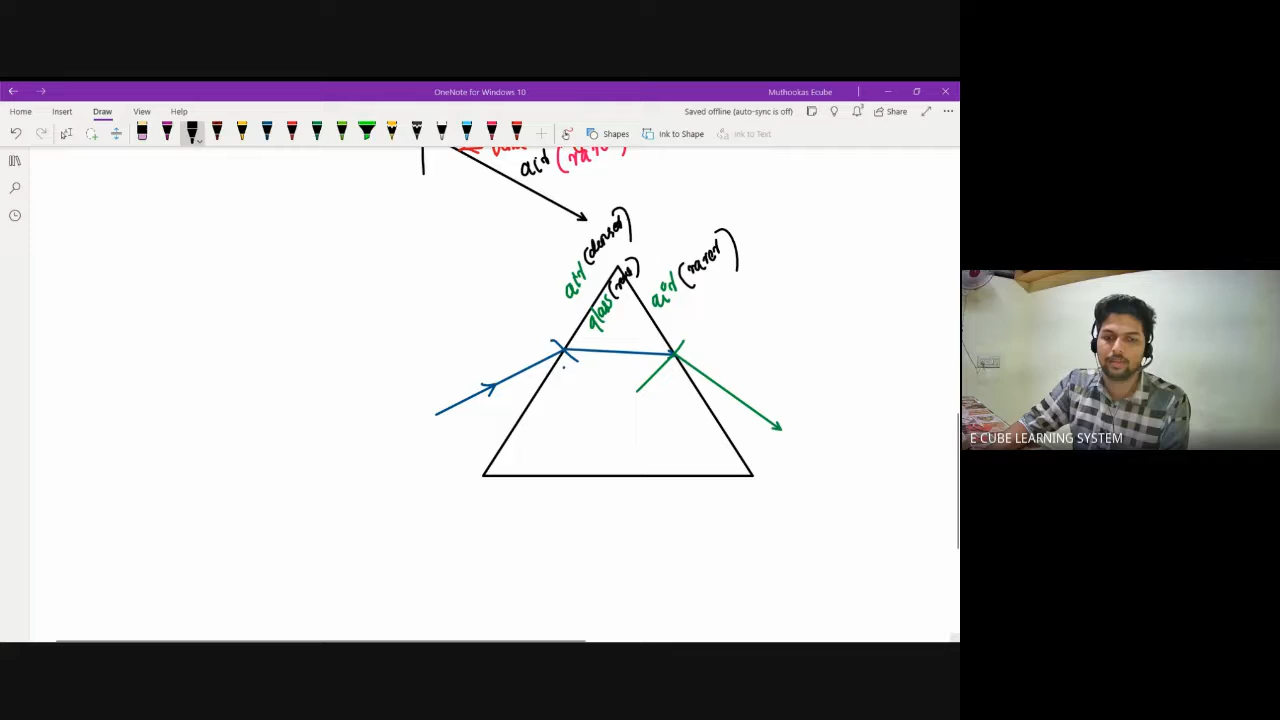 OneNote for Windows 10
Muthookas Ecube
Home Insert Draw View Help
Saved offline (auto-sync is off)
Share
Shapes
Ink to Shape
Ink to Text
air (rarer)
air (denser)
glass
air (rarer)
E CUBE LEARNING SYSTEM